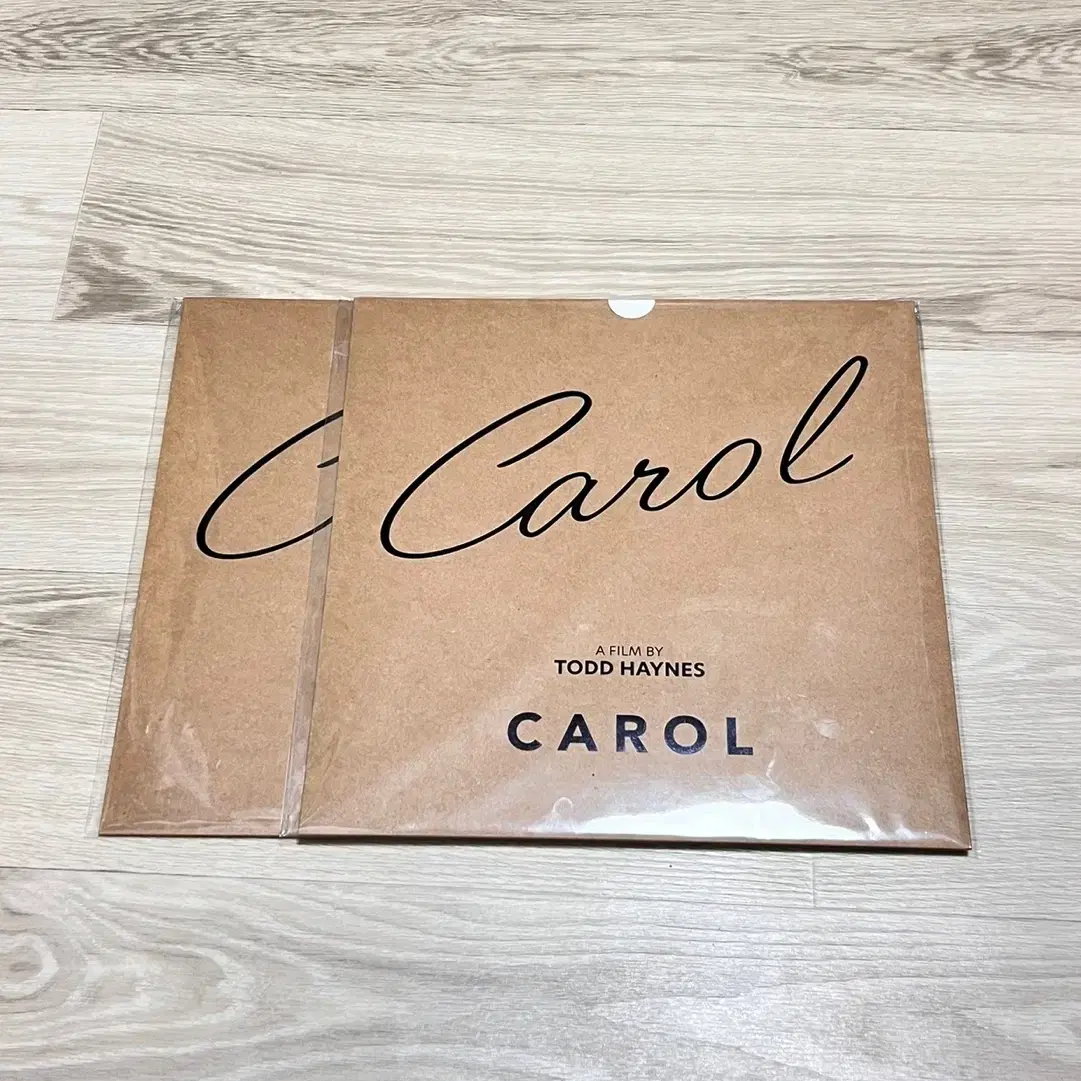 Carol
A FILM BY
TODD HAYNES
CAROL